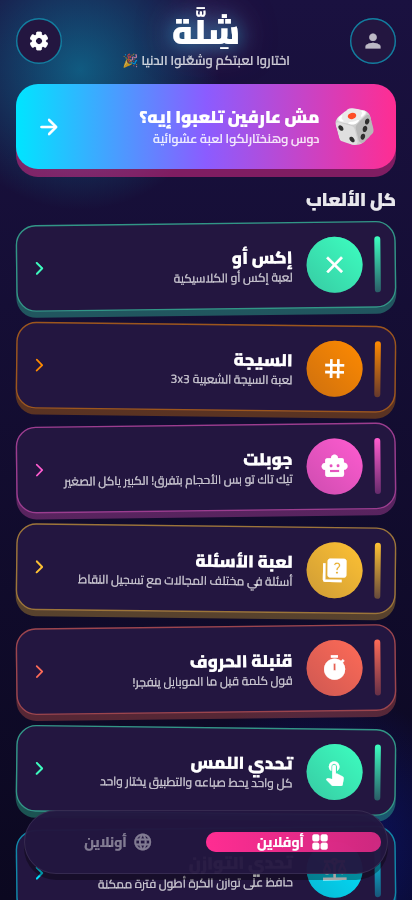 شِلَّة
اختاروا لعبتكم وشغّلوا الدنيا 🎉
مش عارفين تلعبوا إيه؟
دوس وهنختارلكوا لعبة عشوائية
كل الألعاب
إكس أو
لعبة إكس أو الكلاسيكية
السيجة
لعبة السيجة الشعبية 3x3
جوبلت
تيك تاك تو بس الأحجام بتفرق! الكبير ياكل الصغير
لعبة الأسئلة
أسئلة في مختلف المجالات مع تسجيل النقاط
قنبلة الحروف
قول كلمة قبل ما الموبايل ينفجر!
تحدي اللمس
كل واحد يحط صباعه والتطبيق يختار واحد
أوفلاين
أونلاين
تحدي التوازن
حافظ على توازن الكرة أطول فترة ممكنة